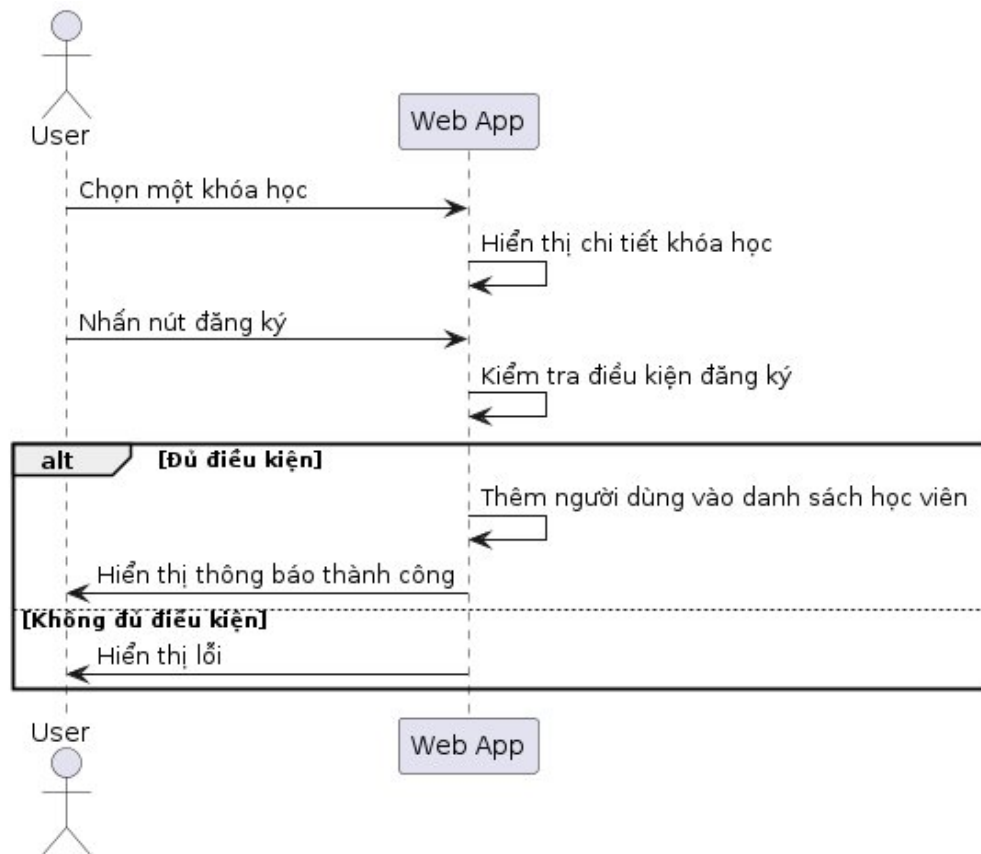 User
Web App
Chọn một khóa học
Hiển thị chi tiết khóa học
Nhấn nút đăng ký
Kiểm tra điều kiện đăng ký
alt [Đủ điều kiện]
Thêm người dùng vào danh sách học viên
Hiển thị thông báo thành công
[Không đủ điều kiện]
Hiển thị lỗi
User
Web App